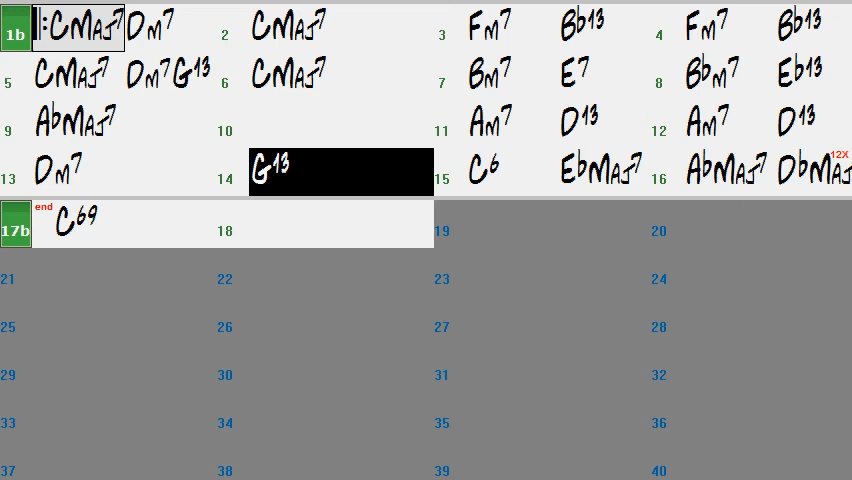 1b 𝄆 CMAJ7 Dm7 2 CMAJ7 3 Fm7 Bb13 4 Fm7 Bb13
5 CMAJ7 Dm7 G13 6 CMAJ7 7 Bm7 E7 8 Bbm7 Eb13
9 AbMAJ7 10 11 Am7 D13 12 Am7 D13
13 Dm7 14 G13 15 C6 EbMAJ7 16 AbMAJ7 DbMAJ 12X
17b end C69 18 19 20
21 22 23 24
25 26 27 28
29 30 31 32
33 34 35 36
37 38 39 40